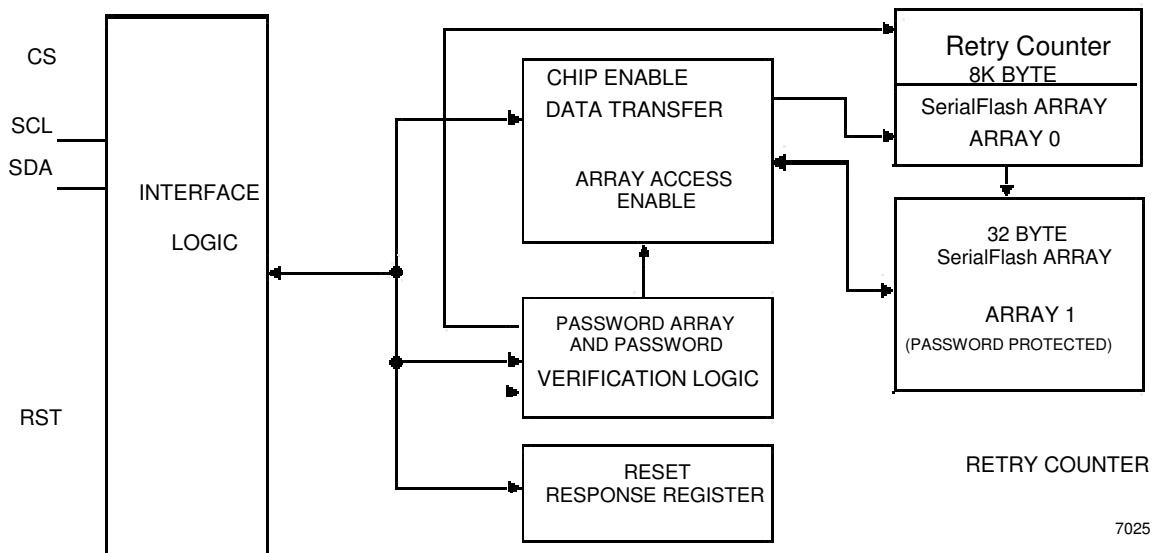 CS
SCL
SDA
RST
INTERFACE
LOGIC
CHIP ENABLE
DATA TRANSFER
ARRAY ACCESS
ENABLE
PASSWORD ARRAY
AND PASSWORD
VERIFICATION LOGIC
RESET
RESPONSE REGISTER
Retry Counter
8K BYTE
SerialFlash ARRAY
ARRAY 0
32 BYTE
SerialFlash ARRAY
ARRAY 1
(PASSWORD PROTECTED)
RETRY COUNTER
7025